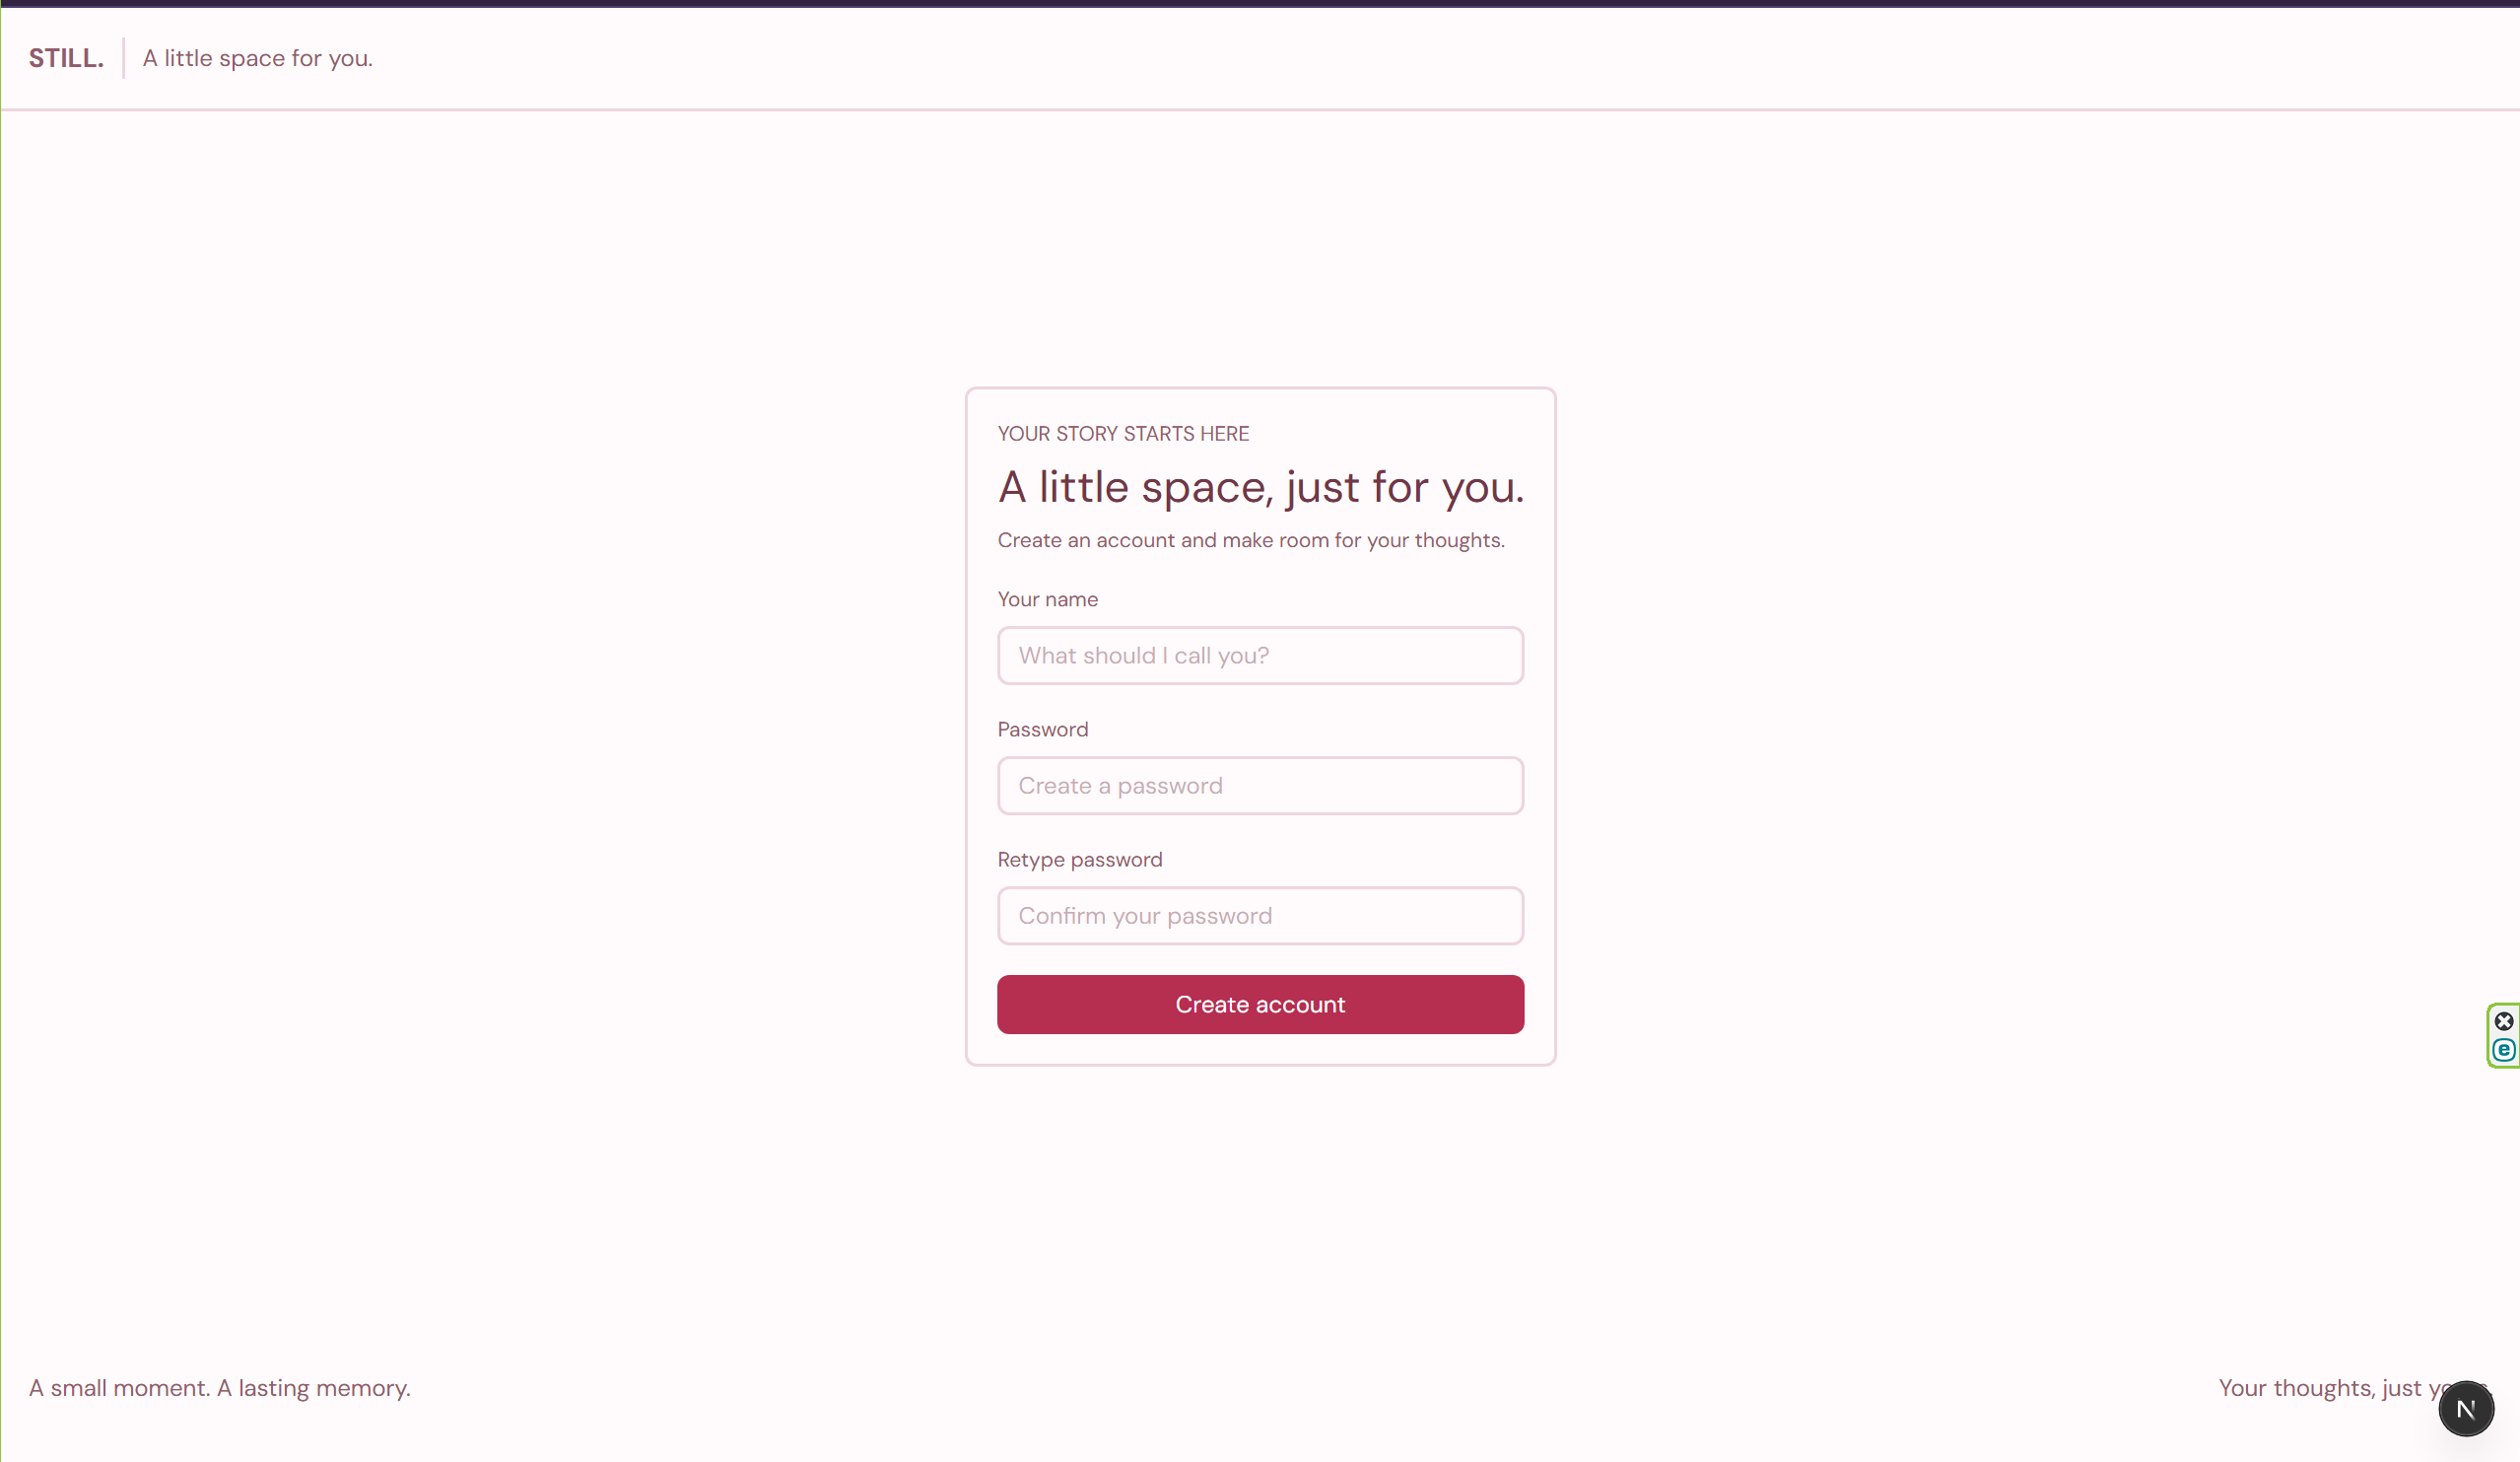 STILL.
A little space for you.
YOUR STORY STARTS HERE
A little space, just for you.
Create an account and make room for your thoughts.
Your name
What should I call you?
Password
Create a password
Retype password
Confirm your password
Create account
e
A small moment. A lasting memory.
Your thoughts, just
N